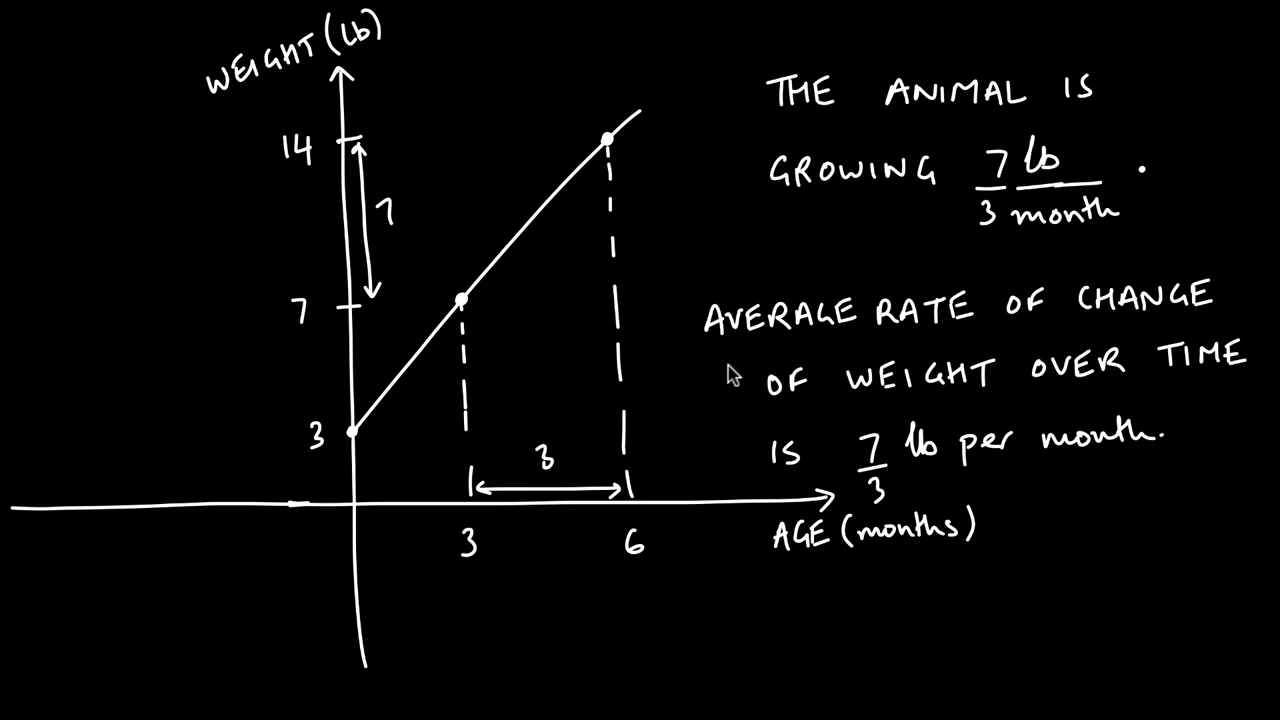 WEIGHT (lb)
14
7
7
3
3
3
6
AGE (months)
THE ANIMAL IS
GROWING 7/3 lb/month .
AVERAGE RATE OF CHANGE
OF WEIGHT OVER TIME
IS 7/3 lb per month.